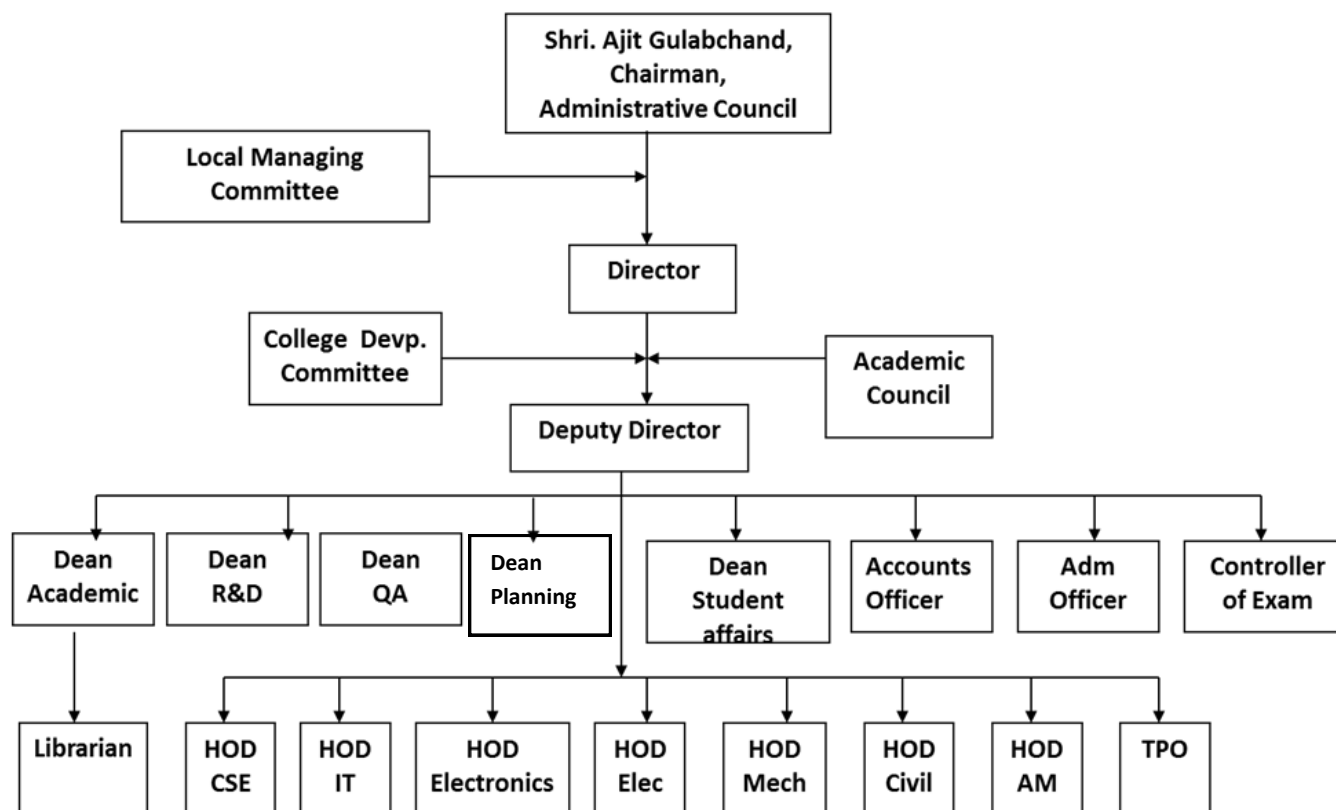 Shri. Ajit Gulabchand,
Chairman,
Administrative Council
Local Managing
Committee
Director
College Devp.
Committee
Academic
Council
Deputy Director
Dean
Academic
Dean
R&D
Dean
QA
Dean
Planning
Dean
Student
affairs
Accounts
Officer
Adm
Officer
Controller
of Exam
Librarian
HOD
CSE
HOD
IT
HOD
Electronics
HOD
Elec
HOD
Mech
HOD
Civil
HOD
AM
TPO